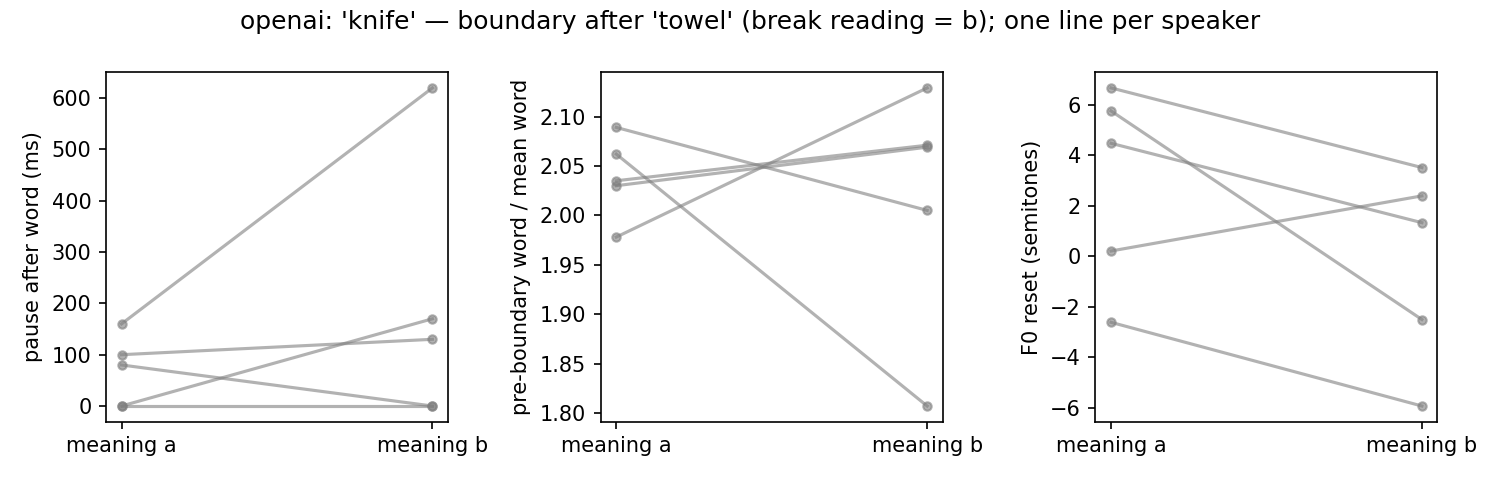 openai: 'knife' — boundary after 'towel' (break reading = b); one line per speaker
pause after word (ms)
600
500
400
300
200
100
0
meaning a
meaning b
pre-boundary word / mean word
2.10
2.05
2.00
1.95
1.90
1.85
1.80
meaning a
meaning b
F0 reset (semitones)
6
4
2
0
−2
−4
−6
meaning a
meaning b